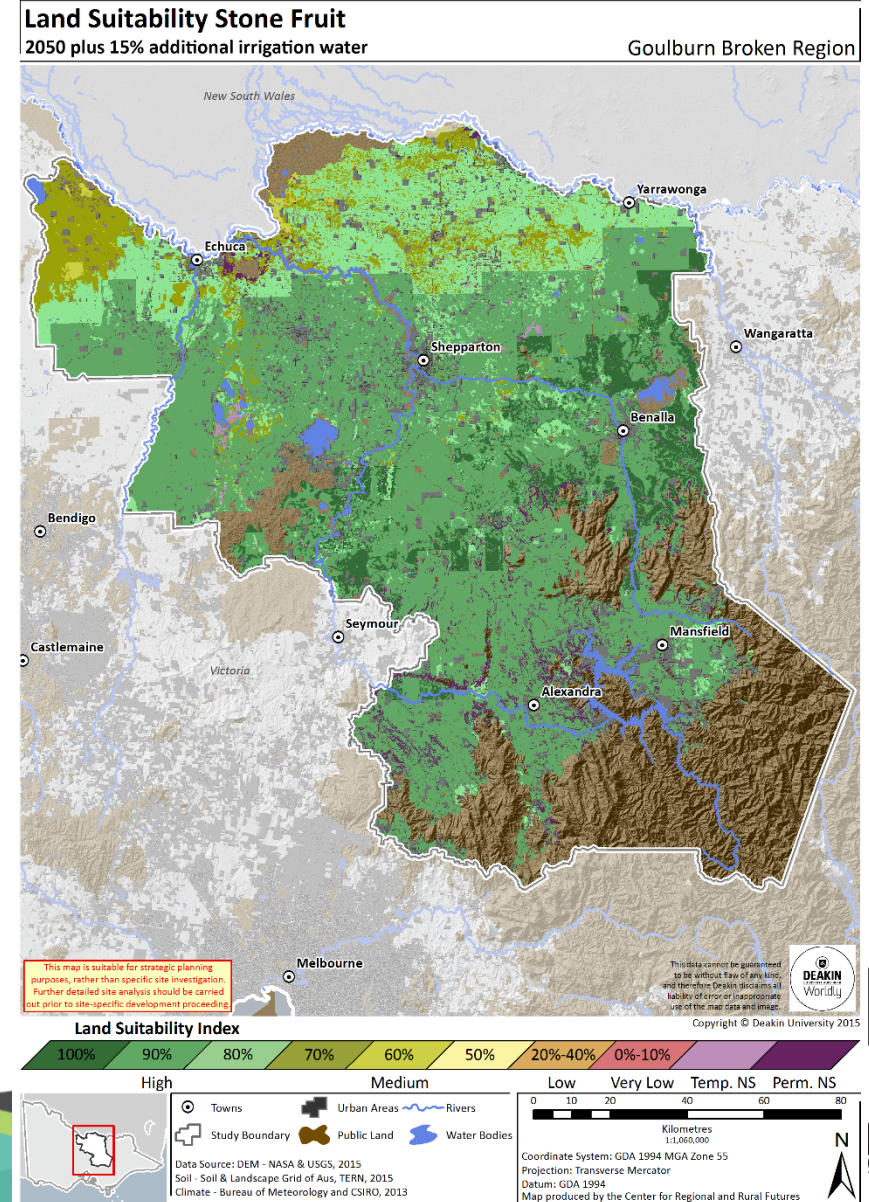 Land Suitability Stone Fruit
2050 plus 15% additional irrigation water
Goulburn Broken Region
New South Wales
Yarrawonga
Echuca
Wangaratta
Shepparton
Benalla
Bendigo
Seymour
Mansfield
Castlemaine
Victoria
Alexandra
Melbourne
This map is suitable for strategic planning
purposes, rather than specific site investigation.
Further detailed site analysis should be carried
out prior to site-specific development proceeding.
This data cannot be guaranteed
to be without flaw of any kind,
and therefore Deakin disclaims all
liability of error or inappropriate
use of the map data and image.
DEAKIN
Worldly
Copyright © Deakin University 2015
Land Suitability Index
100% 90% 80% 70% 60% 50% 20%-40% 0%-10%
High Medium Low Very Low Temp. NS Perm. NS
Towns Urban Areas Rivers
Study Boundary Public Land Water Bodies
Data Source: DEM - NASA & USGS, 2015
Soil - Soil & Landscape Grid of Aus, TERN, 2015
Climate - Bureau of Meteorology and CSIRO, 2013
0 10 20 40 60 80
Kilometres
1:1,060,000
N
Coordinate System: GDA 1994 MGA Zone 55
Projection: Transverse Mercator
Datum: GDA 1994
Map produced by the Center for Regional and Rural Futures